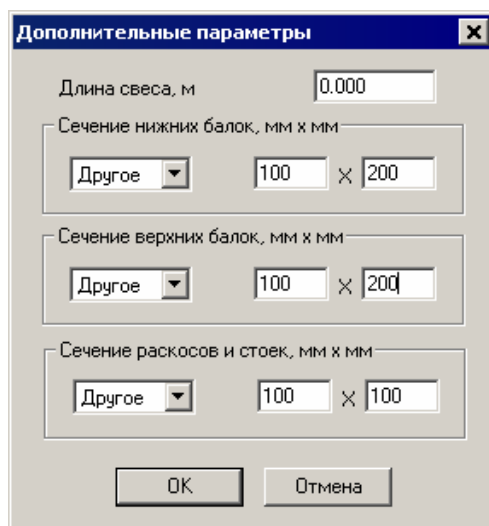 Дополнительные параметры
Длина свеса, м 0.000
Сечение нижних балок, мм х мм
Другое 100 X 200
Сечение верхних балок, мм х мм
Другое 100 X 200
Сечение раскосов и стоек, мм х мм
Другое 100 X 100
OK Отмена